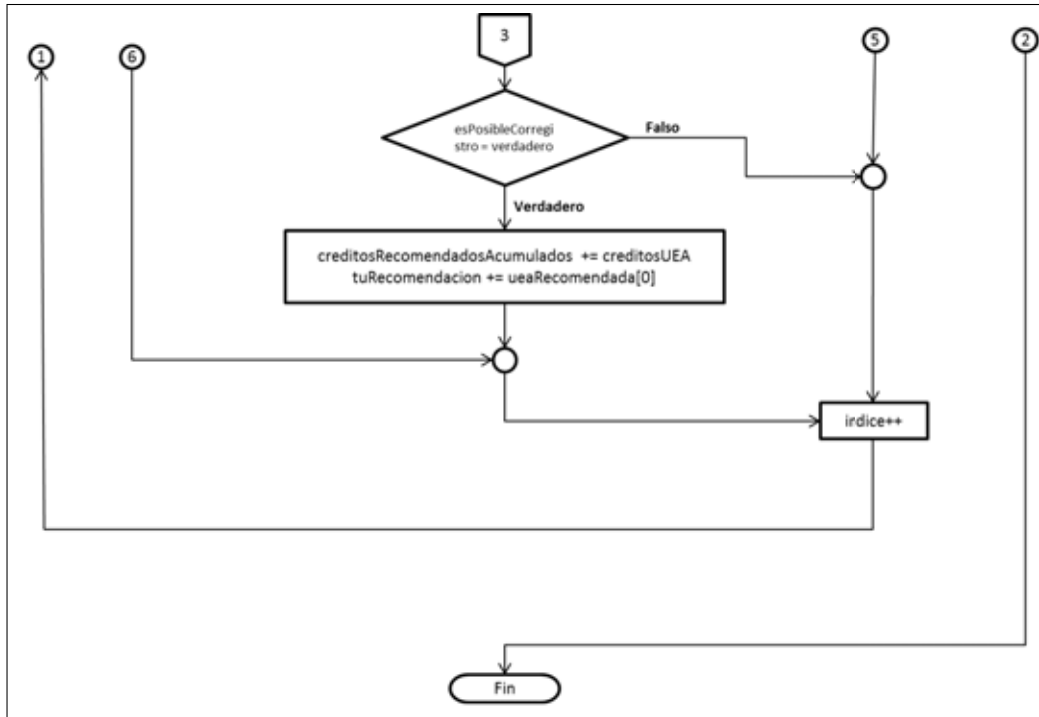 3
1
6
5
2
esPosibleCorregi
stro = verdadero
Falso
Verdadero
creditosRecomendadosAcumulados += creditosUEA
tuRecomendacion += ueaRecomendada[0]
irdice++
Fin